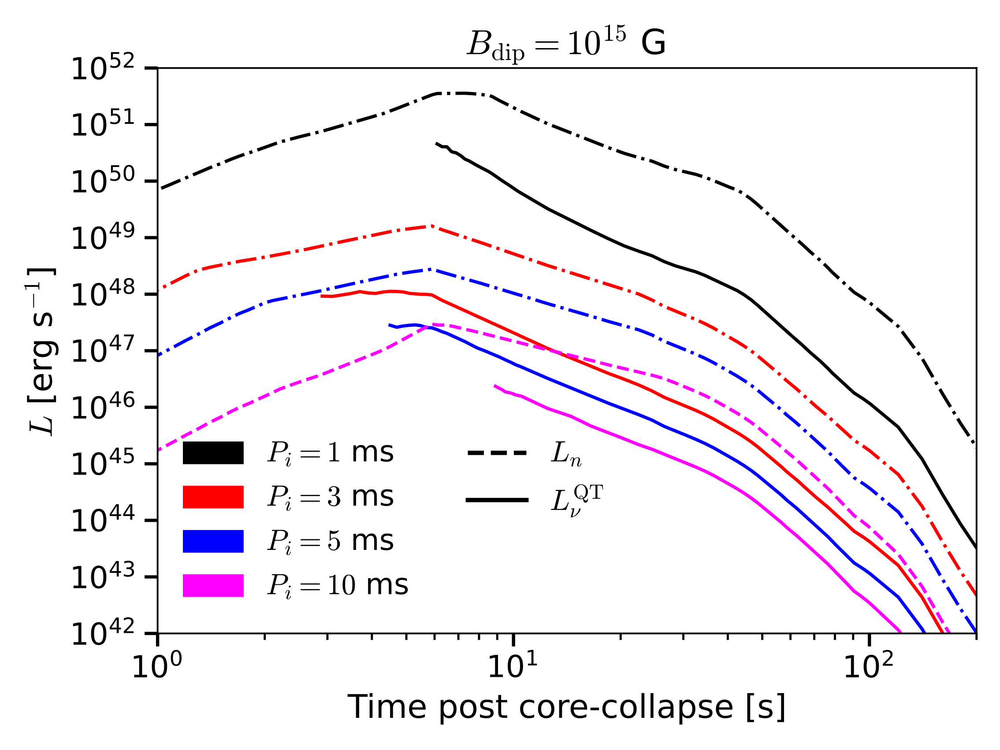 B_dip = 10^15 G
10^52
10^51
10^50
10^49
10^48
10^47
10^46
10^45
10^44
10^43
10^42
L [erg s^−1]
P_i = 1 ms
P_i = 3 ms
P_i = 5 ms
P_i = 10 ms
L_n
L_ν^QT
10^0 10^1 10^2
Time post core-collapse [s]